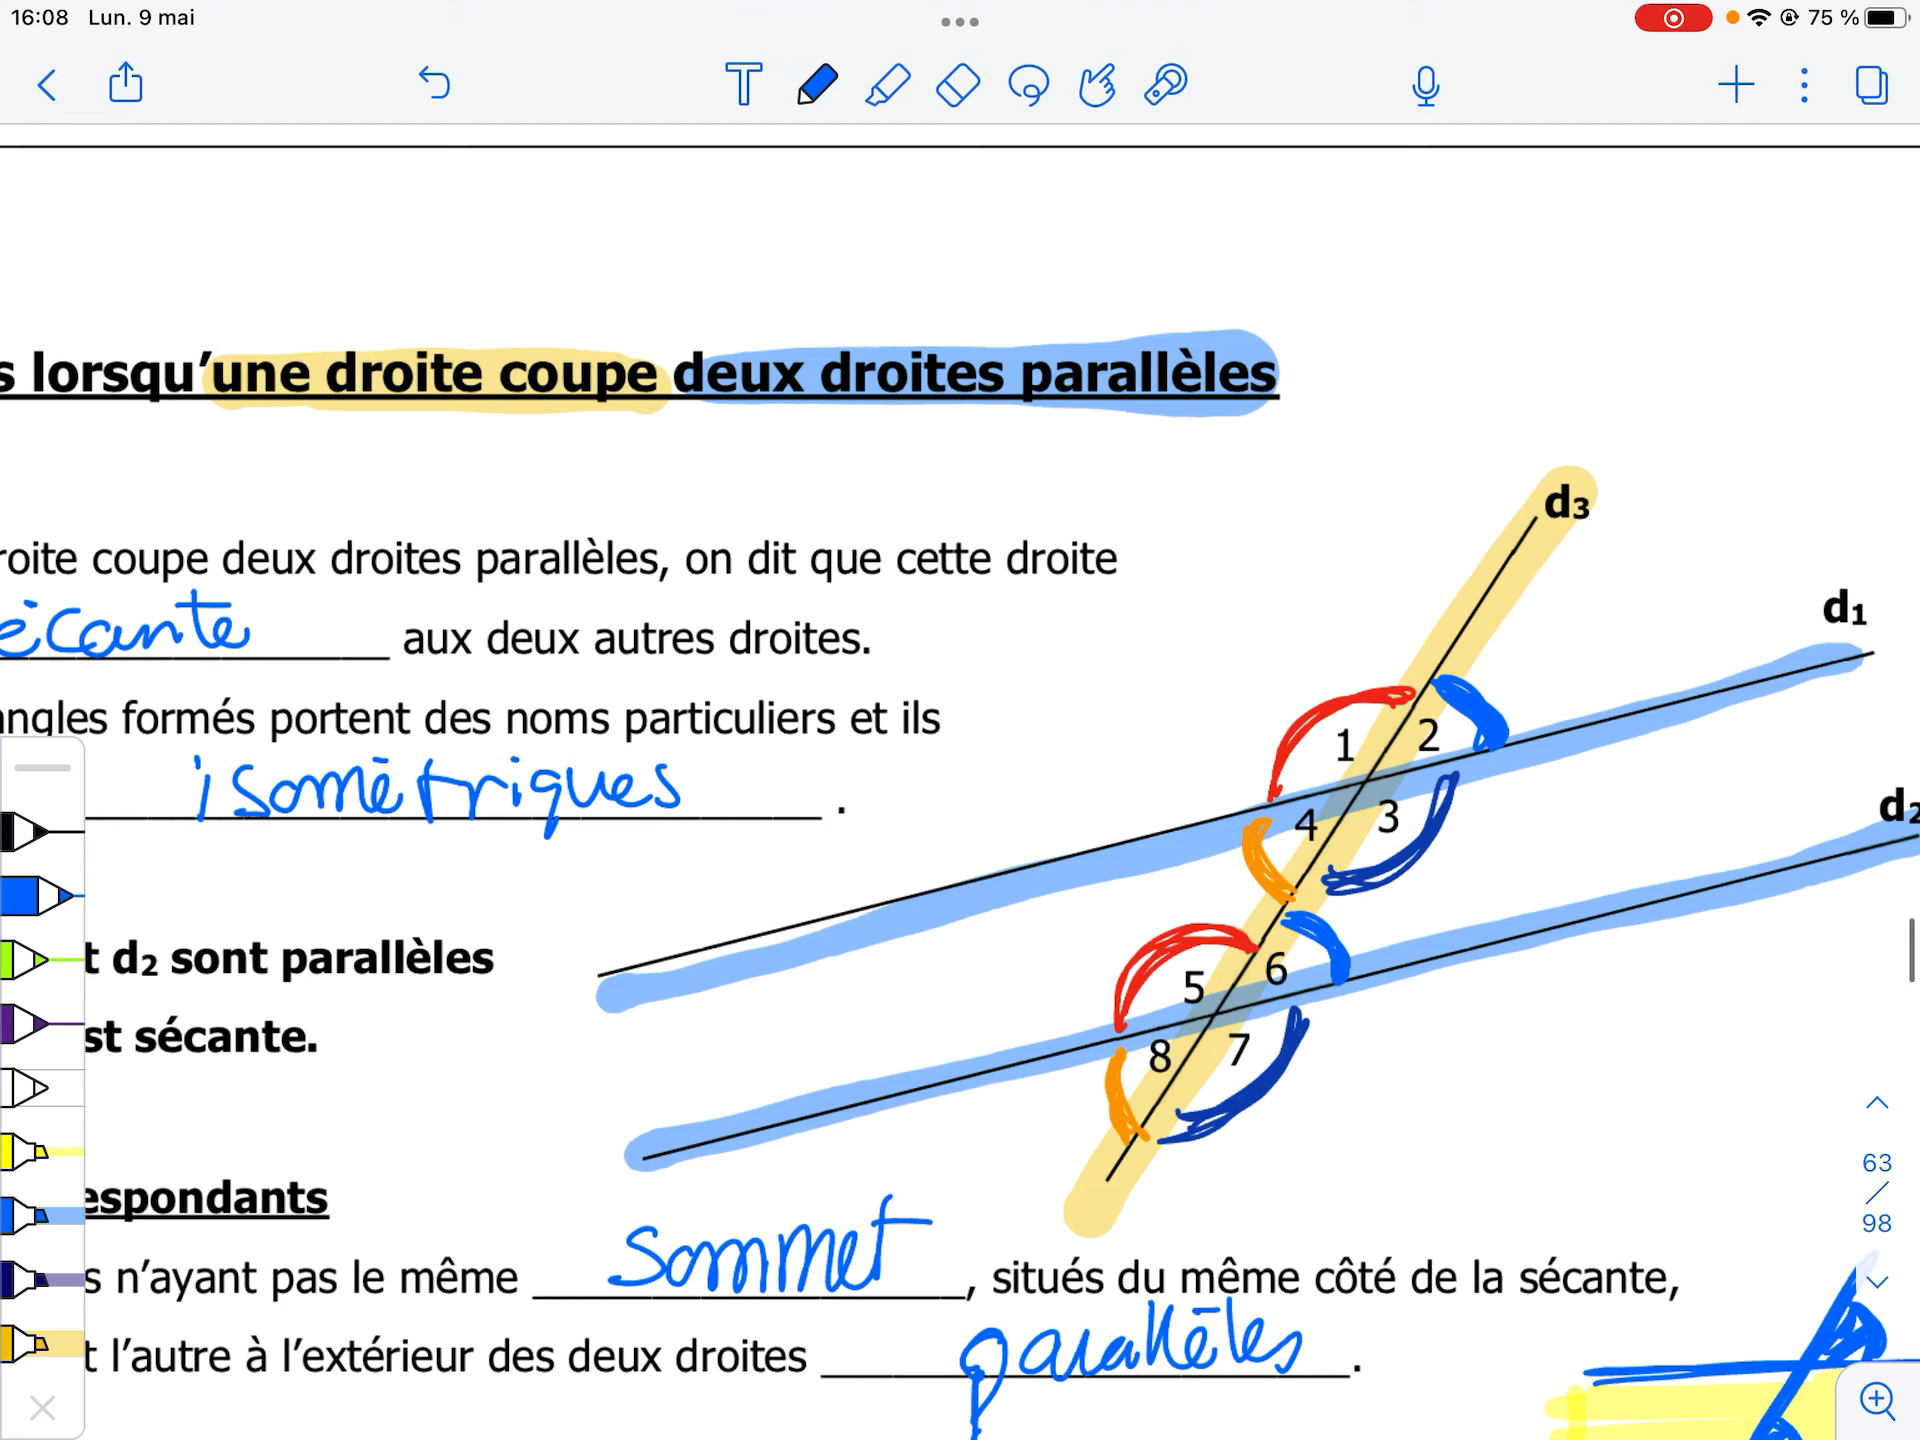 16:08 Lun. 9 mai
75 %
s lorsqu’une droite coupe deux droites parallèles
d3
roite coupe deux droites parallèles, on dit que cette droite
d1
écante aux deux autres droites.
angles formés portent des noms particuliers et ils
1 2
isométriques .
4 3
d2
t d2 sont parallèles
5 6
st sécante.
8 7
63
/
98
espondants
s n’ayant pas le même sommet, situés du même côté de la sécante,
t l’autre à l’extérieur des deux droites parallèles.